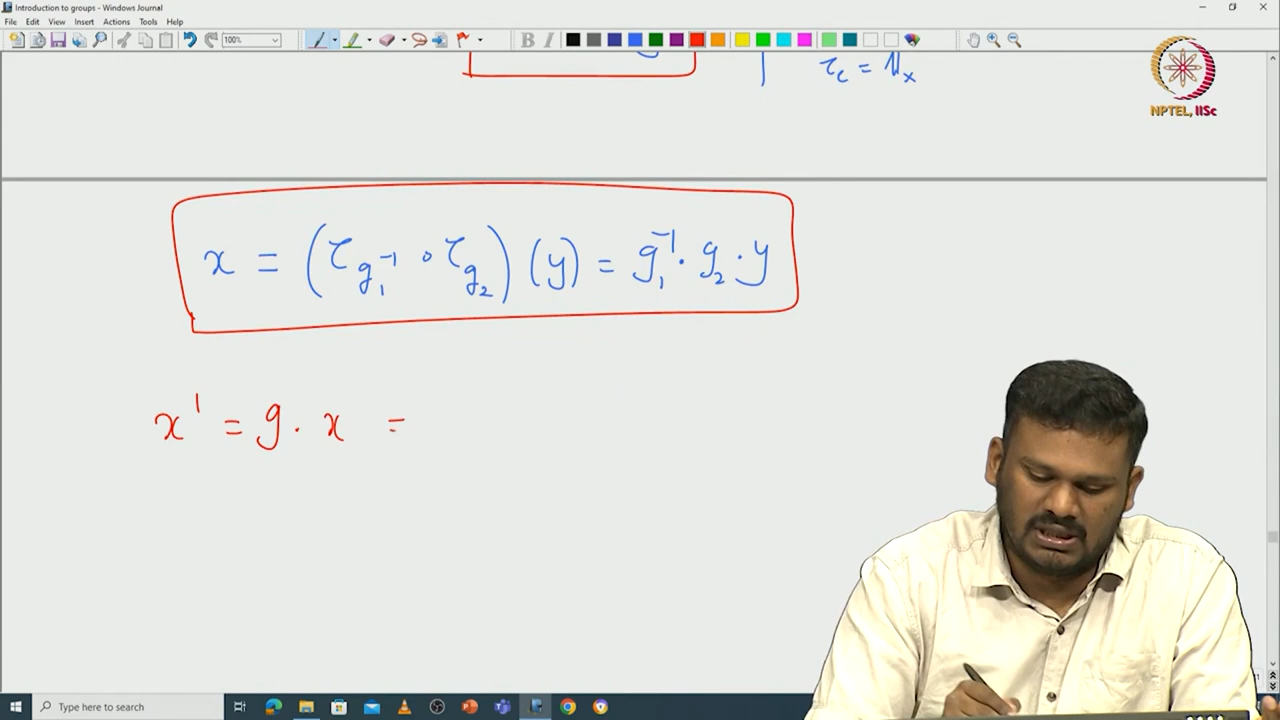 Introduction to groups - Windows Journal
File Edit View Insert Actions Tools Help
100% B I
τ_c = 1_x
NPTEL, IISc
x = (τ_{g_1^{-1}} ∘ τ_{g_2})(y) = g_1^{-1} · g_2 · y
x' = g · x =
Type here to search